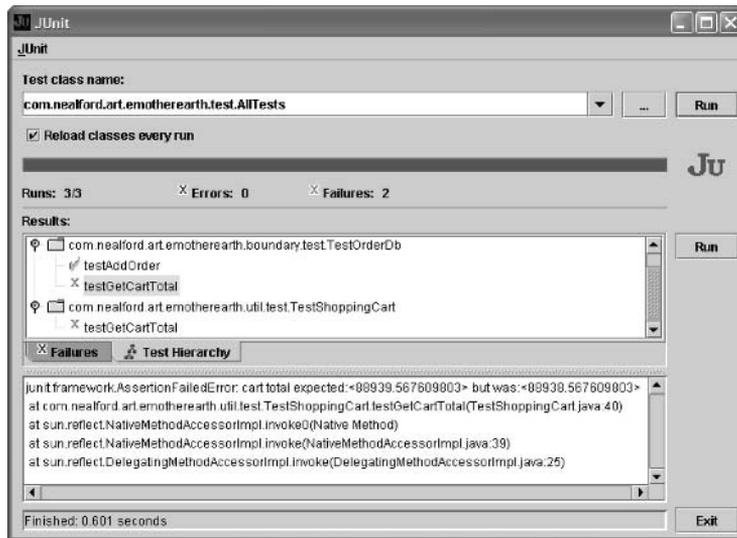 JU JUnit
JUnit
Test class name:
com.nealford.art.emotherearth.test.AllTests
...
Run
Reload classes every run
JU
Runs: 3/3 X Errors: 0 X Failures: 2
Results:
com.nealford.art.emotherearth.boundary.test.TestOrderDb
testAddOrder
X testGetCartTotal
com.nealford.art.emotherearth.util.test.TestShoppingCart
X testGetCartTotal
Run
X Failures Test Hierarchy
junit.framework.AssertionFailedError: cart total expected:<88939.567609803> but was:<88938.567609803>
at com.nealford.art.emotherearth.util.test.TestShoppingCart.testGetCartTotal(TestShoppingCart.java:40)
at sun.reflect.NativeMethodAccessorImpl.invoke0(Native Method)
at sun.reflect.NativeMethodAccessorImpl.invoke(NativeMethodAccessorImpl.java:39)
at sun.reflect.DelegatingMethodAccessorImpl.invoke(DelegatingMethodAccessorImpl.java:25)
Finished: 0.601 seconds
Exit